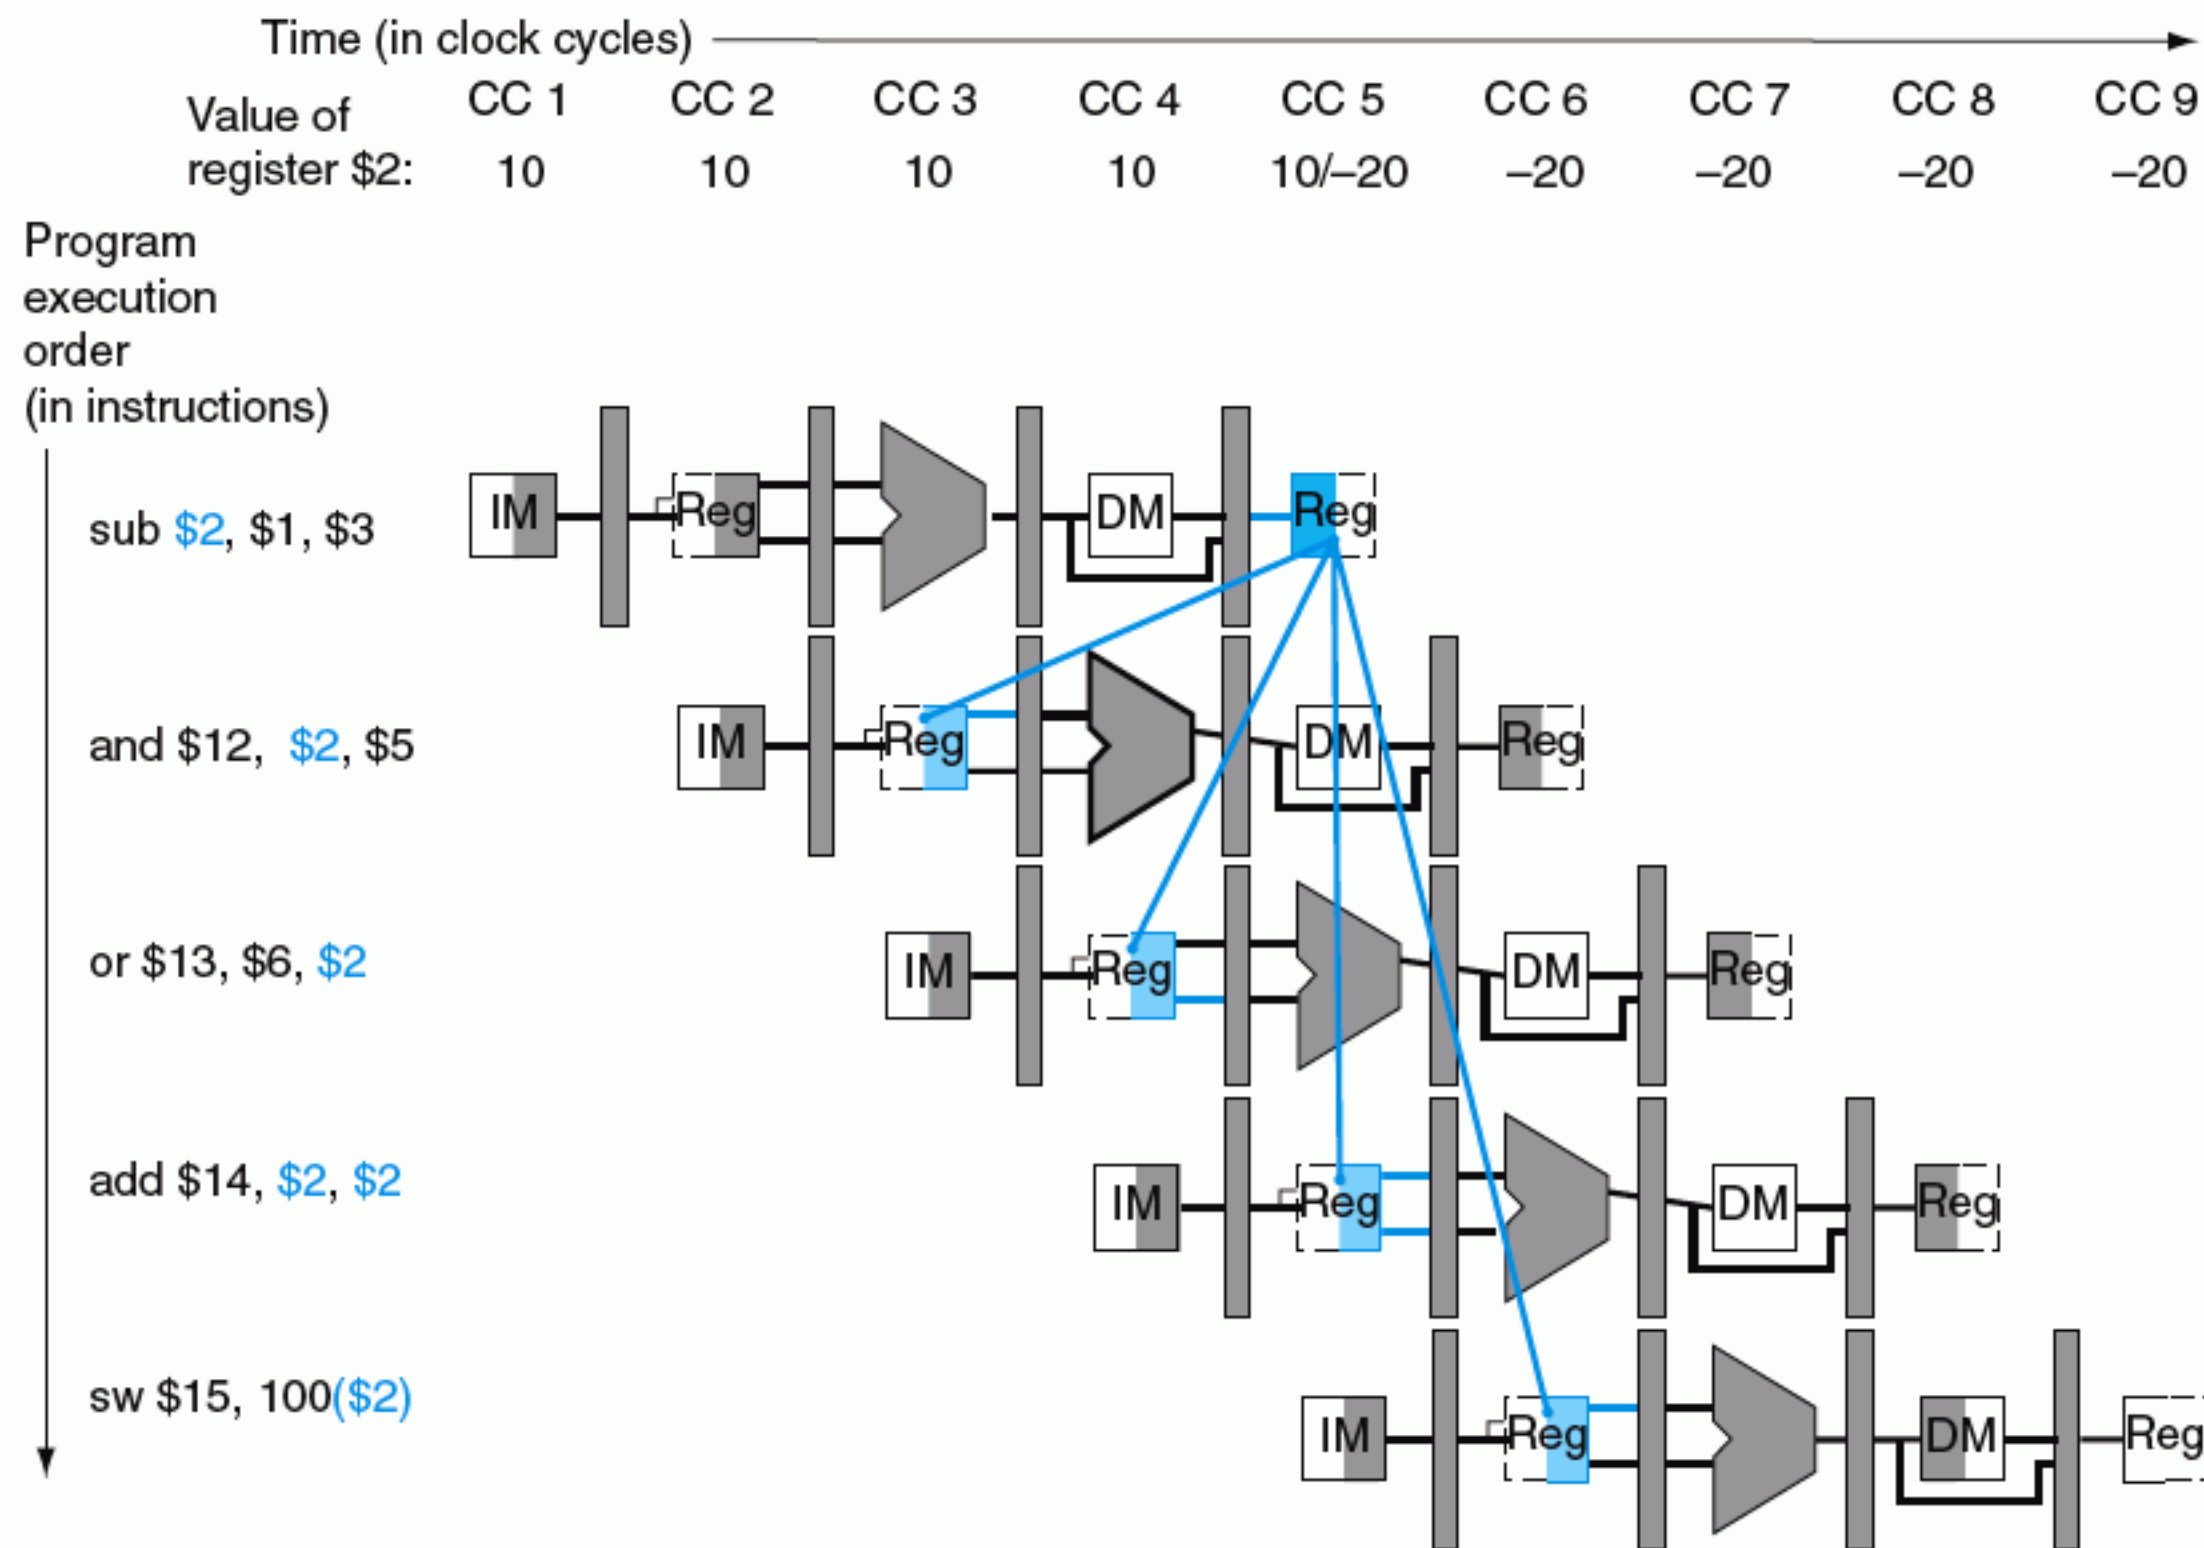 Time (in clock cycles)
CC 1 CC 2 CC 3 CC 4 CC 5 CC 6 CC 7 CC 8 CC 9
Value of
register $2: 10 10 10 10 10/–20 –20 –20 –20 –20
Program
execution
order
(in instructions)
sub $2, $1, $3 IM Reg DM Reg
and $12, $2, $5 IM Reg DM Reg
or $13, $6, $2 IM Reg DM Reg
add $14, $2, $2 IM Reg DM Reg
sw $15, 100($2) IM Reg DM Reg